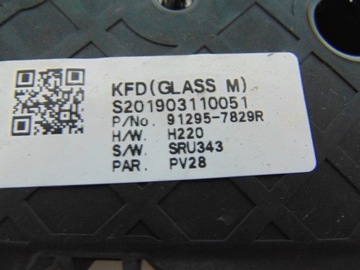 KFD(GLASS M)
S201903110051
P/No. 91295-7829R
H/W. H220
S/W. SRU343
PAR. PV28